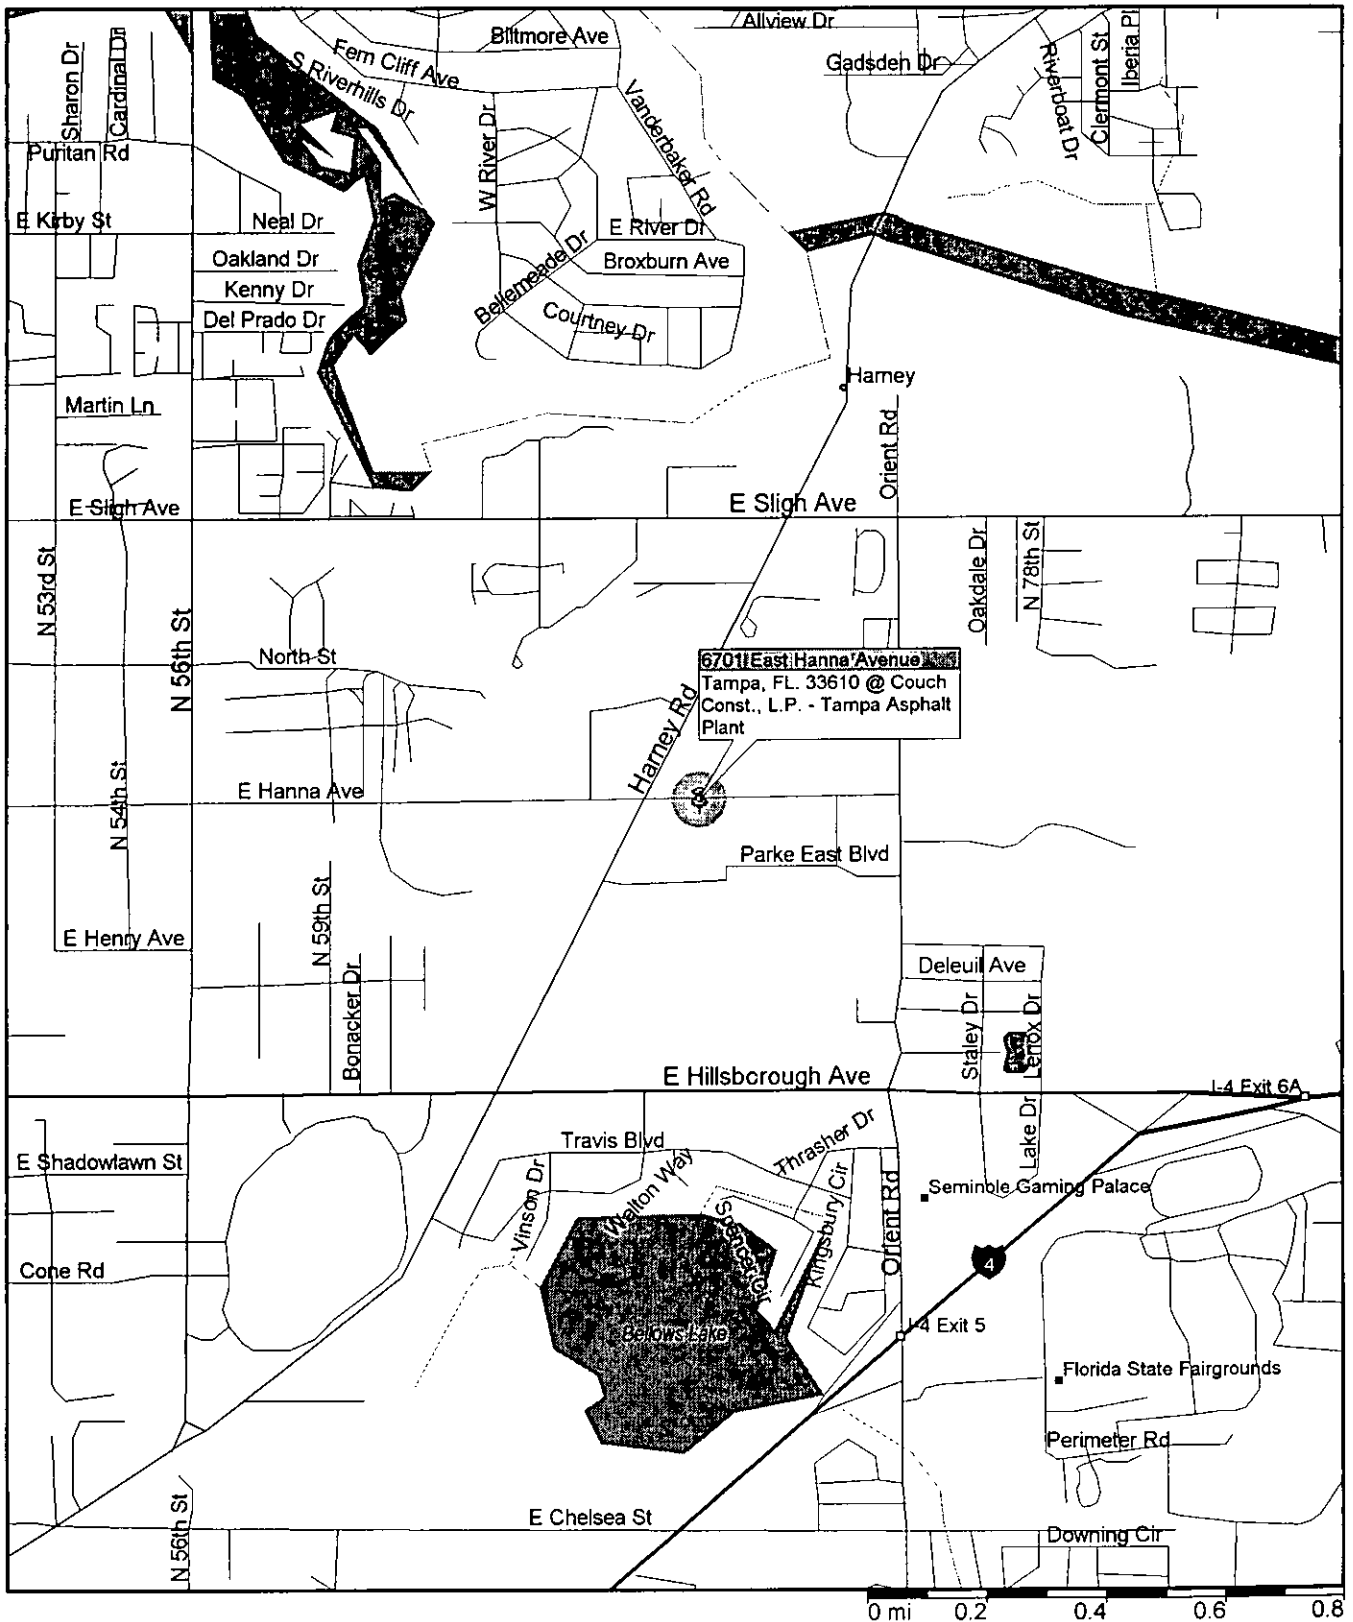 Allview Dr
Biltmore Ave
Fern Cliff Ave
S Riverhills Dr
Gadsden Dr
Riverboat Dr
Clermont St
Iberia Pl
Sharon Dr
Cardinal Dr
Vanderbaker Rd
W River Dr
Puritan Rd
E Kirby St
Neal Dr
E River Dr
Oakland Dr
Bellemeade Dr
Broxburn Ave
Kenny Dr
Del Prado Dr
Courtney Dr
Harney
Martin Ln
Orient Rd
E Sligh Ave
E Sligh Ave
N 53rd St
Oakdale Dr
N 78th St
N 56th St
North St
6701 East Hanna Avenue
Tampa, FL. 33610 @ Couch
Const., L.P. - Tampa Asphalt
Plant
Harney Rd
N 54th St
E Hanna Ave
Parke East Blvd
N 59th St
E Henry Ave
Deleuil Ave
Bonacker Dr
Staley Dr
Lenox Dr
E Hillsborough Ave
I-4 Exit 6A
Lake Dr
Travis Blvd
Thrasher Dr
E Shadowlawn St
Walton Way
Vinson Dr
Spencer Cir
Kingsbury Cir
Orient Rd
Seminole Gaming Palace
Cone Rd
4
Bellows Lake
I-4 Exit 5
Florida State Fairgrounds
Perimeter Rd
N 56th St
E Chelsea St
Downing Cir
0 mi 0.2 0.4 0.6 0.8